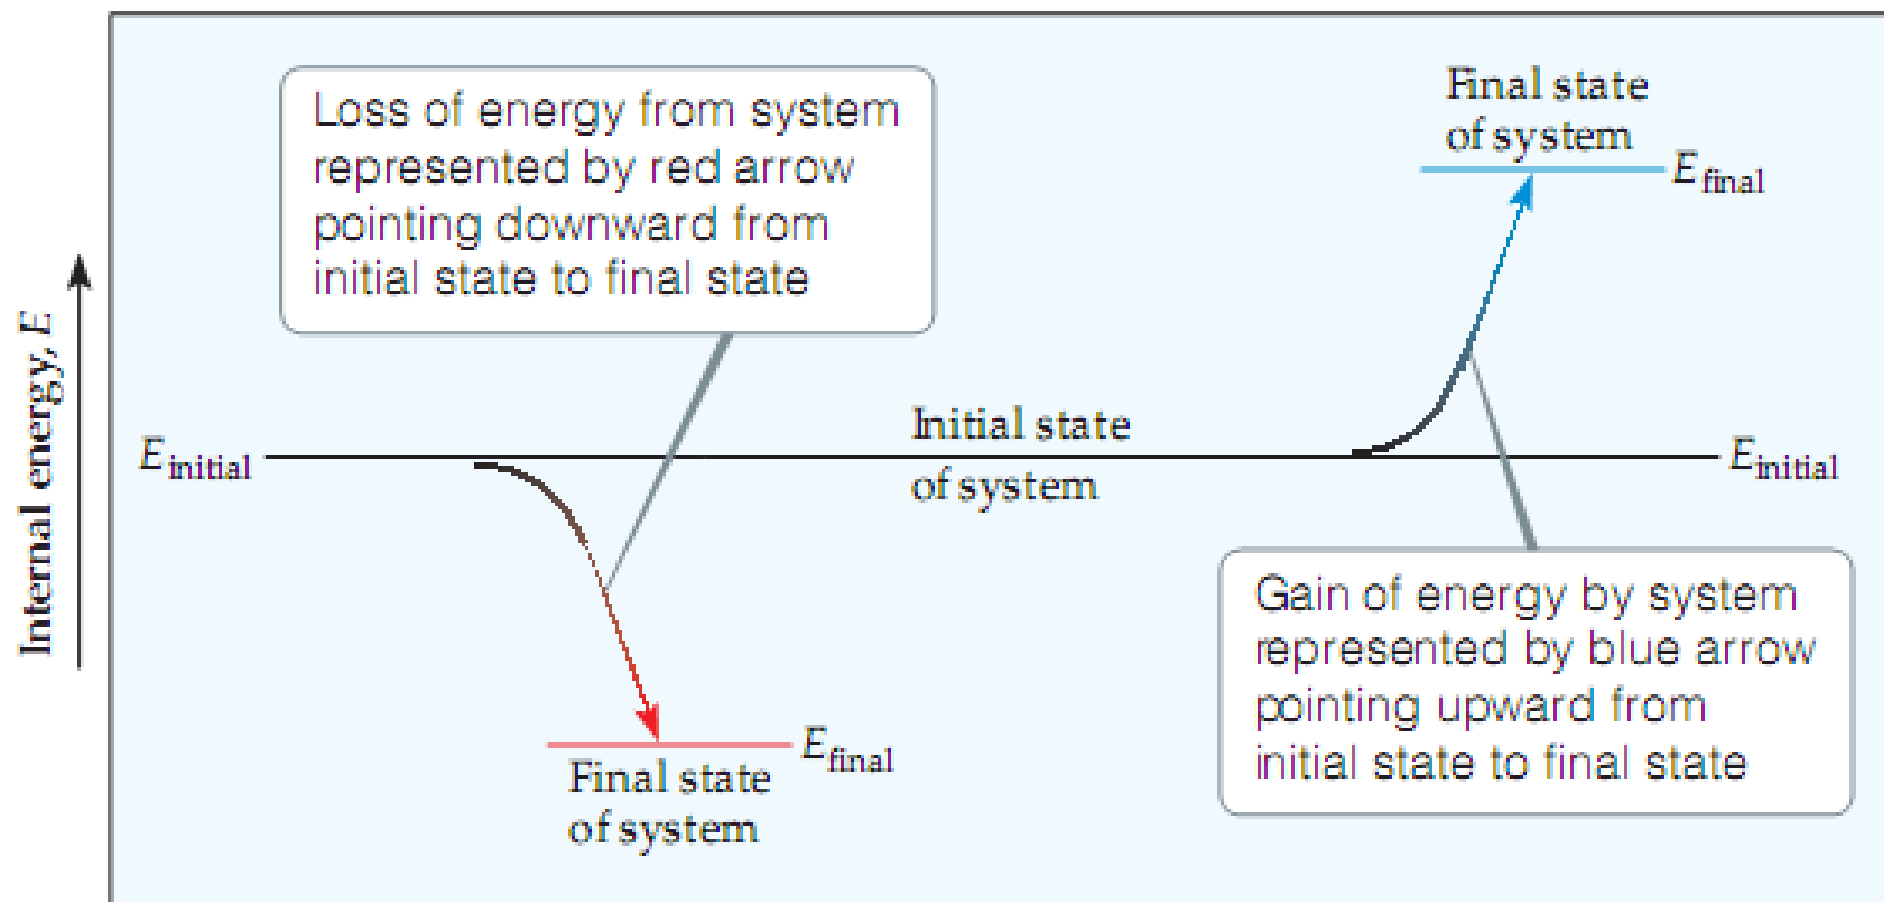 Internal energy, E
Loss of energy from system
represented by red arrow
pointing downward from
initial state to final state
Final state
of system
E final
E initial
Initial state
of system
E initial
E final
Final state
of system
Gain of energy by system
represented by blue arrow
pointing upward from
initial state to final state